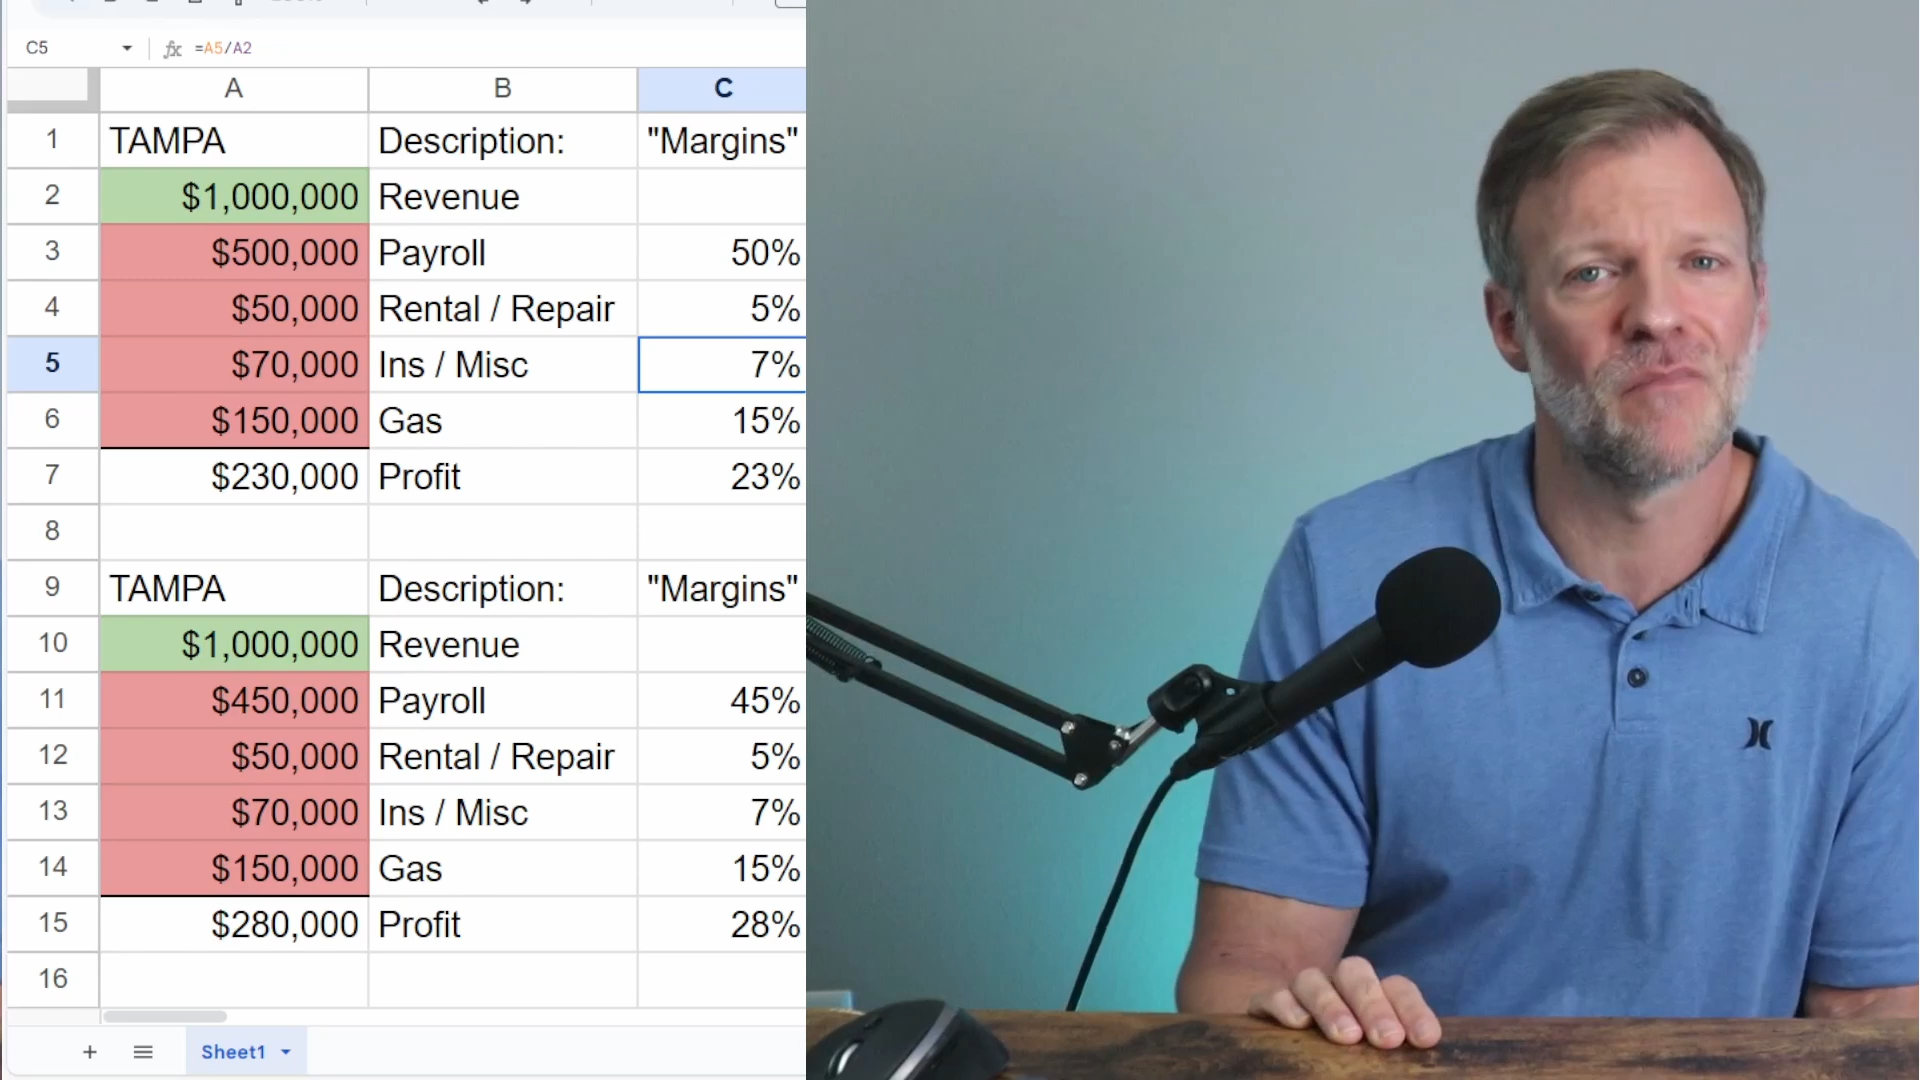 C5 fx =A5/A2
A B C
1 TAMPA Description: "Margins"
2 $1,000,000 Revenue
3 $500,000 Payroll 50%
4 $50,000 Rental / Repair 5%
5 $70,000 Ins / Misc 7%
6 $150,000 Gas 15%
7 $230,000 Profit 23%
8
9 TAMPA Description: "Margins"
10 $1,000,000 Revenue
11 $450,000 Payroll 45%
12 $50,000 Rental / Repair 5%
13 $70,000 Ins / Misc 7%
14 $150,000 Gas 15%
15 $280,000 Profit 28%
16
Sheet1